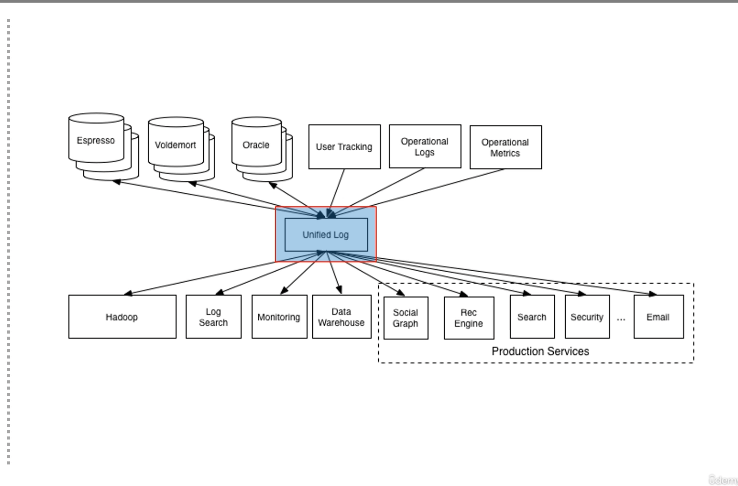 Espresso
Voldemort
Oracle
User Tracking
Operational
Logs
Operational
Metrics
Unified Log
Hadoop
Log
Search
Monitoring
Data
Warehouse
Social
Graph
Rec
Engine
Search
Security
...
Email
Production Services